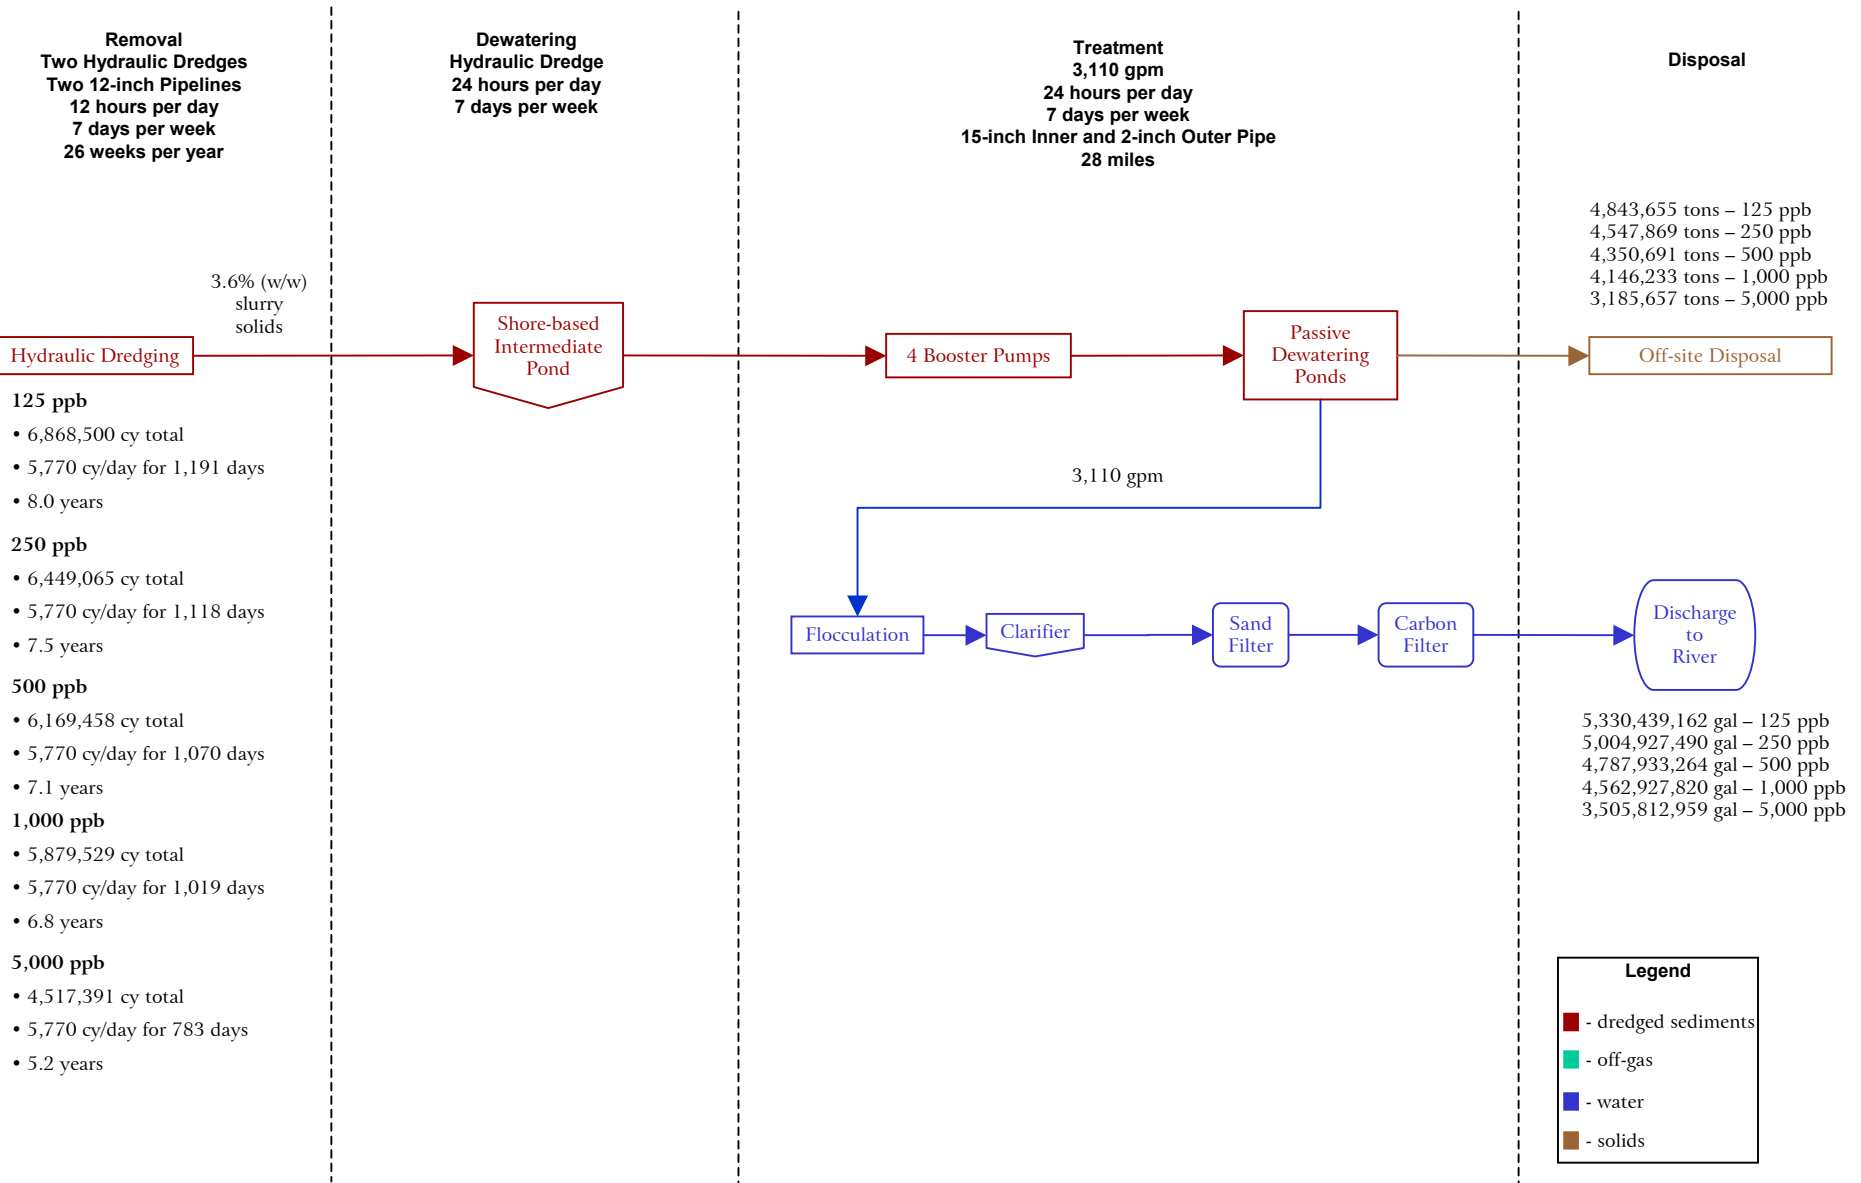 Removal
Two Hydraulic Dredges
Two 12-inch Pipelines
12 hours per day
7 days per week
26 weeks per year
Dewatering
Hydraulic Dredge
24 hours per day
7 days per week
Treatment
3,110 gpm
24 hours per day
7 days per week
15-inch Inner and 2-inch Outer Pipe
28 miles
Disposal
4,843,655 tons – 125 ppb
4,547,869 tons – 250 ppb
4,350,691 tons – 500 ppb
4,146,233 tons – 1,000 ppb
3,185,657 tons – 5,000 ppb
3.6% (w/w)
slurry
solids
Hydraulic Dredging
Shore-based
Intermediate
Pond
4 Booster Pumps
Passive
Dewatering
Ponds
Off-site Disposal
125 ppb
• 6,868,500 cy total
• 5,770 cy/day for 1,191 days
• 8.0 years
250 ppb
• 6,449,065 cy total
• 5,770 cy/day for 1,118 days
• 7.5 years
500 ppb
• 6,169,458 cy total
• 5,770 cy/day for 1,070 days
• 7.1 years
1,000 ppb
• 5,879,529 cy total
• 5,770 cy/day for 1,019 days
• 6.8 years
5,000 ppb
• 4,517,391 cy total
• 5,770 cy/day for 783 days
• 5.2 years
3,110 gpm
Flocculation
Clarifier
Sand
Filter
Carbon
Filter
Discharge
to
River
5,330,439,162 gal – 125 ppb
5,004,927,490 gal – 250 ppb
4,787,933,264 gal – 500 ppb
4,562,927,820 gal – 1,000 ppb
3,505,812,959 gal – 5,000 ppb
Legend
- dredged sediments
- off-gas
- water
- solids